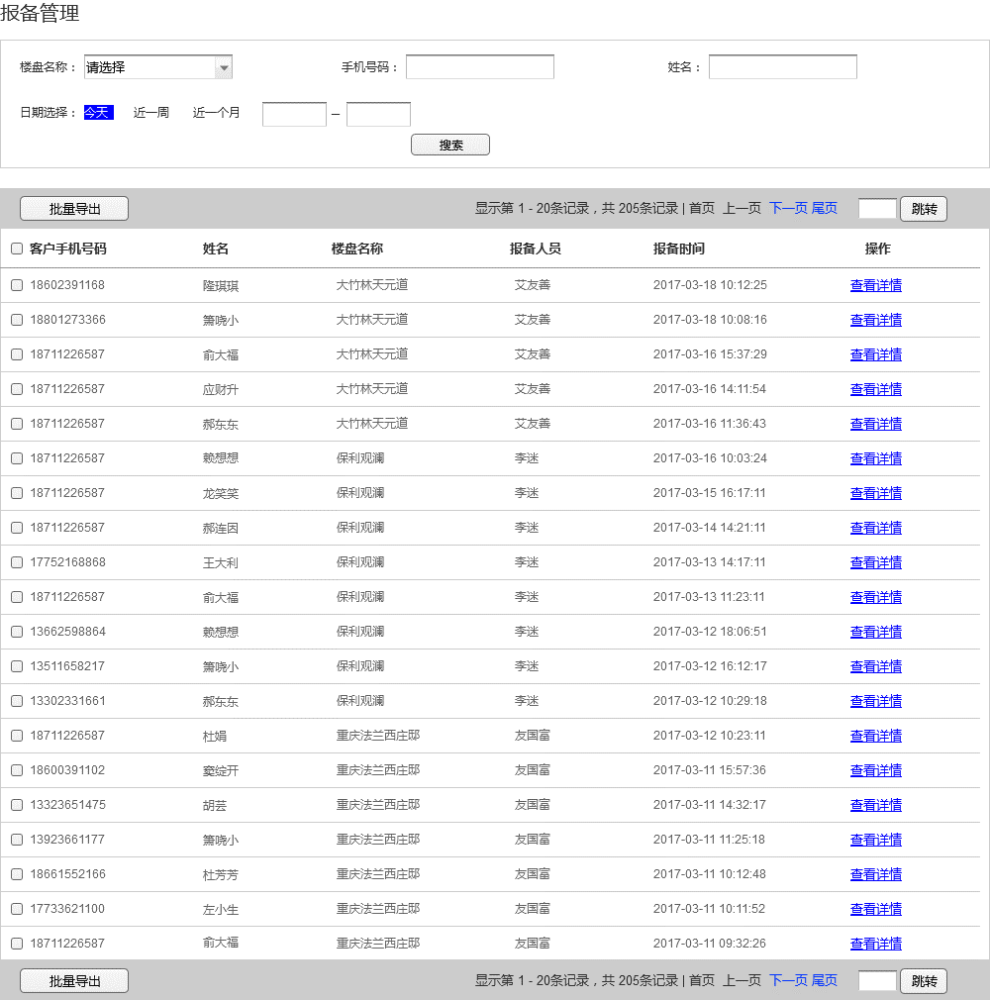 报备管理
楼盘名称： 请选择 手机号码： 姓名：
日期选择： 今天 近一周 近一个月 –
搜索
批量导出 显示第 1 - 20条记录，共 205条记录 | 首页 上一页 下一页 尾页 跳转
客户手机号码 姓名 楼盘名称 报备人员 报备时间 操作
18602391168 隆琪琪 大竹林天元道 艾友善 2017-03-18 10:12:25 查看详情
18801273366 箫哓小 大竹林天元道 艾友善 2017-03-18 10:08:16 查看详情
18711226587 俞大福 大竹林天元道 艾友善 2017-03-16 15:37:29 查看详情
18711226587 应财升 大竹林天元道 艾友善 2017-03-16 14:11:54 查看详情
18711226587 郝东东 大竹林天元道 艾友善 2017-03-16 11:36:43 查看详情
18711226587 赖想想 保利观澜 李迷 2017-03-16 10:03:24 查看详情
18711226587 龙笑笑 保利观澜 李迷 2017-03-15 16:17:11 查看详情
18711226587 郝连因 保利观澜 李迷 2017-03-14 14:21:11 查看详情
17752168868 王大利 保利观澜 李迷 2017-03-13 14:17:11 查看详情
18711226587 俞大福 保利观澜 李迷 2017-03-13 11:23:11 查看详情
13662598864 赖想想 保利观澜 李迷 2017-03-12 18:06:51 查看详情
13511658217 箫哓小 保利观澜 李迷 2017-03-12 16:12:17 查看详情
13302331661 郝东东 保利观澜 李迷 2017-03-12 10:29:18 查看详情
18711226587 杜娟 重庆法兰西庄邸 友国富 2017-03-12 10:23:11 查看详情
18600391102 窦绽开 重庆法兰西庄邸 友国富 2017-03-11 15:57:36 查看详情
13323651475 胡芸 重庆法兰西庄邸 友国富 2017-03-11 14:32:17 查看详情
13923661177 箫哓小 重庆法兰西庄邸 友国富 2017-03-11 11:25:18 查看详情
18661552166 杜芳芳 重庆法兰西庄邸 友国富 2017-03-11 10:12:48 查看详情
17733621100 左小生 重庆法兰西庄邸 友国富 2017-03-11 10:11:52 查看详情
18711226587 俞大福 重庆法兰西庄邸 友国富 2017-03-11 09:32:26 查看详情
批量导出 显示第 1 - 20条记录，共 205条记录 | 首页 上一页 下一页 尾页 跳转